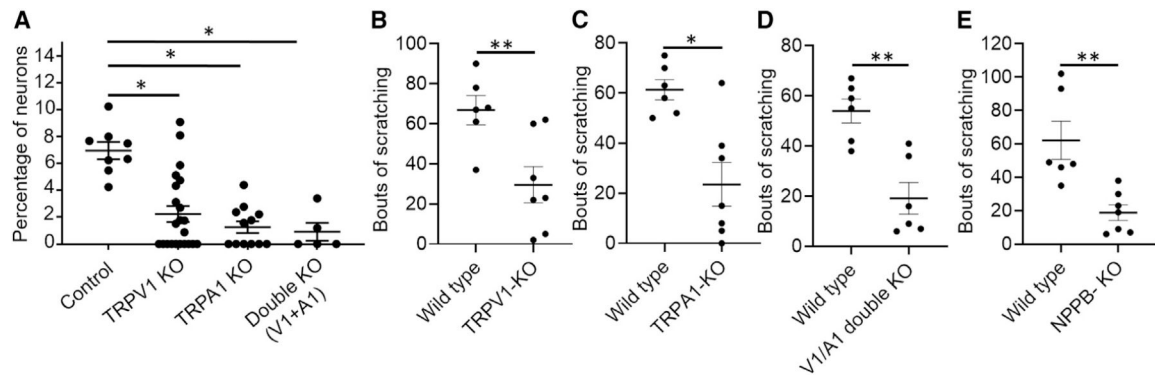 A
Percentage of neurons
14
12
10
8
6
4
2
0
*
*
*
Control
TRPV1 KO
TRPA1 KO
Double KO
(V1+A1)
B
Bouts of scratching
100
80
60
40
20
0
**
Wild type
TRPV1-KO
C
Bouts of scratching
80
60
40
20
0
*
Wild type
TRPA1-KO
D
Bouts of scratching
80
60
40
20
0
**
Wild type
V1/A1 double KO
E
Bouts of scratching
120
100
80
60
40
20
0
**
Wild type
NPPB- KO